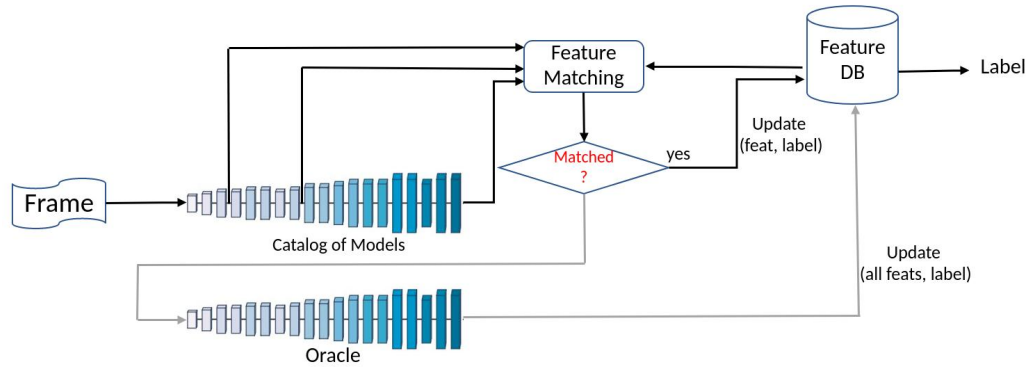 Feature
Matching
Feature
DB
Label
Matched
?
yes
Update
(feat, label)
Frame
Catalog of Models
Update
(all feats, label)
Oracle